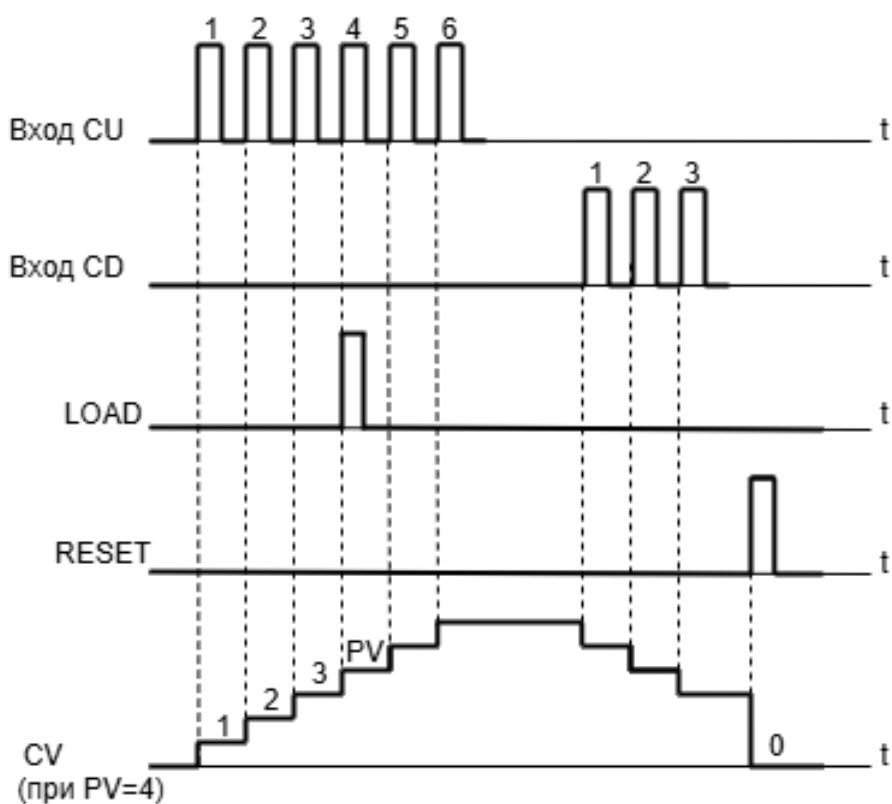 1 2 3 4 5 6
Вход CU t
1 2 3
Вход CD t
LOAD t
RESET t
PV
3
2
1
0
CV t
(при PV=4)